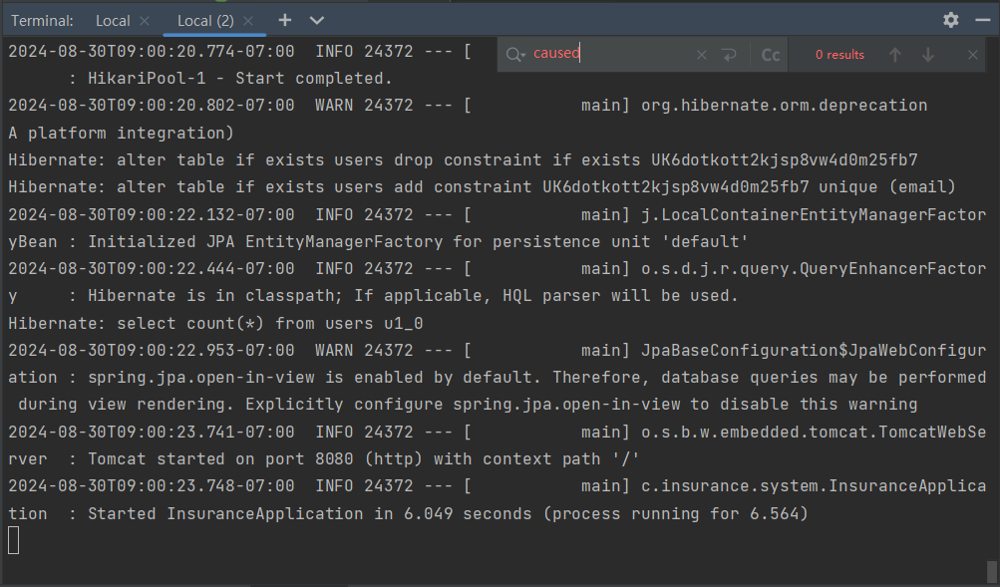 Terminal: Local × Local (2) × +
2024-08-30T09:00:20.774-07:00  INFO 24372 --- [
caused
Cc
0 results
      : HikariPool-1 - Start completed.
2024-08-30T09:00:20.802-07:00  WARN 24372 --- [           main] org.hibernate.orm.deprecation
A platform integration)
Hibernate: alter table if exists users drop constraint if exists UK6dotkott2kjsp8vw4d0m25fb7
Hibernate: alter table if exists users add constraint UK6dotkott2kjsp8vw4d0m25fb7 unique (email)
2024-08-30T09:00:22.132-07:00  INFO 24372 --- [           main] j.LocalContainerEntityManagerFactor
yBean : Initialized JPA EntityManagerFactory for persistence unit 'default'
2024-08-30T09:00:22.444-07:00  INFO 24372 --- [           main] o.s.d.j.r.query.QueryEnhancerFactor
y     : Hibernate is in classpath; If applicable, HQL parser will be used.
Hibernate: select count(*) from users u1_0
2024-08-30T09:00:22.953-07:00  WARN 24372 --- [           main] JpaBaseConfiguration$JpaWebConfigur
ation : spring.jpa.open-in-view is enabled by default. Therefore, database queries may be performed
 during view rendering. Explicitly configure spring.jpa.open-in-view to disable this warning
2024-08-30T09:00:23.741-07:00  INFO 24372 --- [           main] o.s.b.w.embedded.tomcat.TomcatWebSe
rver  : Tomcat started on port 8080 (http) with context path '/'
2024-08-30T09:00:23.748-07:00  INFO 24372 --- [           main] c.insurance.system.InsuranceApplica
tion  : Started InsuranceApplication in 6.049 seconds (process running for 6.564)